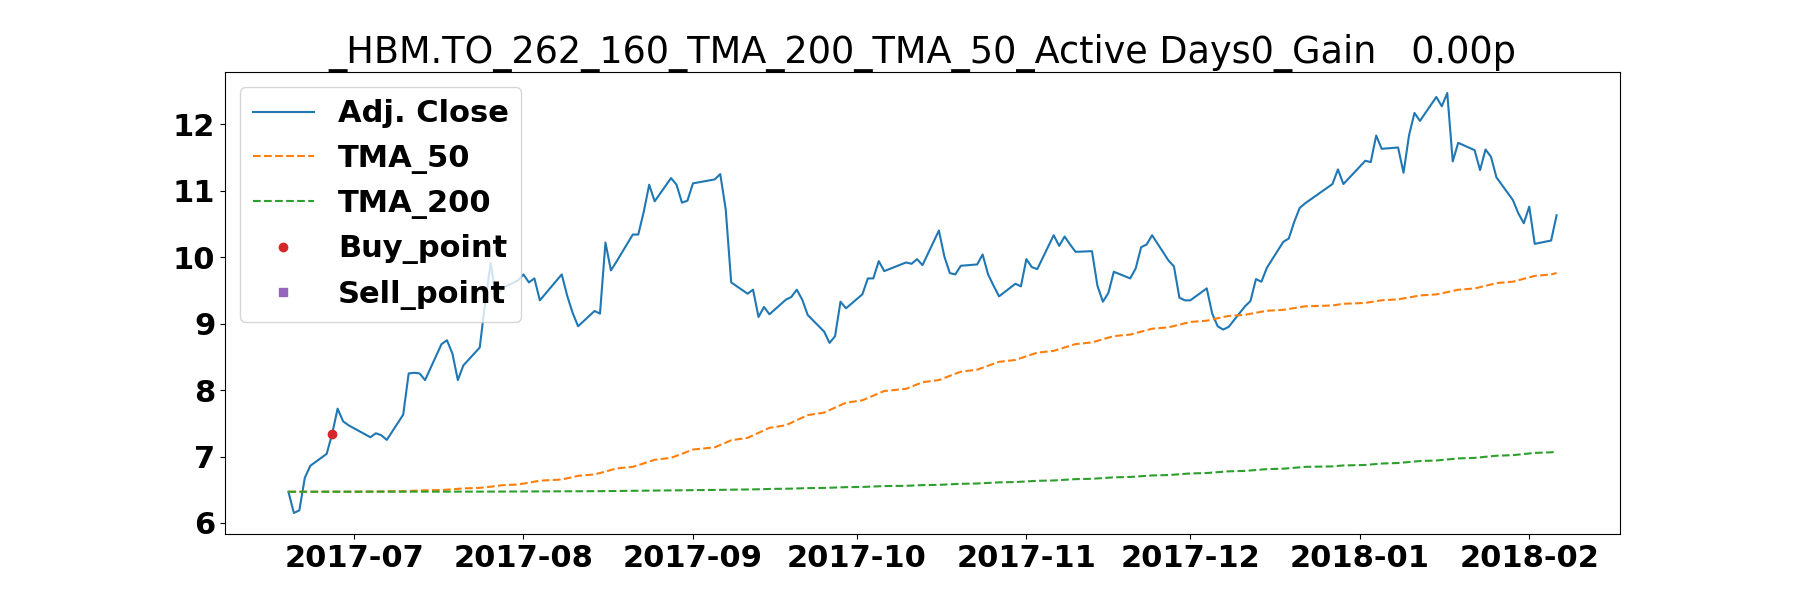 _HBM.TO_262_160_TMA_200_TMA_50_Active Days0_Gain   0.00p
Adj. Close
TMA_50
TMA_200
Buy_point
Sell_point
12
11
10
9
8
7
6
2017-07 2017-08 2017-09 2017-10 2017-11 2017-12 2018-01 2018-02